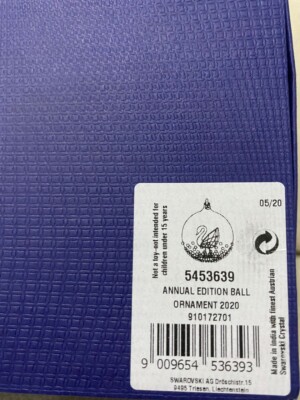 Not a toy-not intended for
children under 15 years
05/20
5453639
ANNUAL EDITION BALL
ORNAMENT 2020
910172701
9 009654 536393
SWAROVSKI AG Dröschistr.15
9495 Triesen, Liechtenstein
Made in India with finest Austrian
Swarovski Crystal